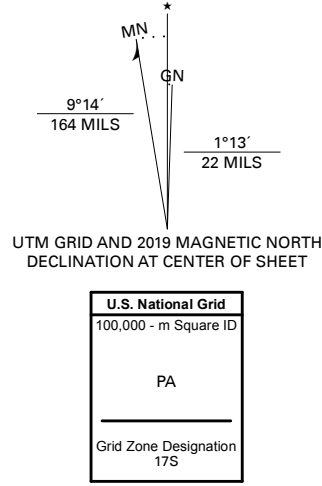 ★
MN
GN
9°14´
164 MILS
1°13´
22 MILS
UTM GRID AND 2019 MAGNETIC NORTH
DECLINATION AT CENTER OF SHEET
U.S. National Grid
100,000 - m Square ID
PA
Grid Zone Designation
17S